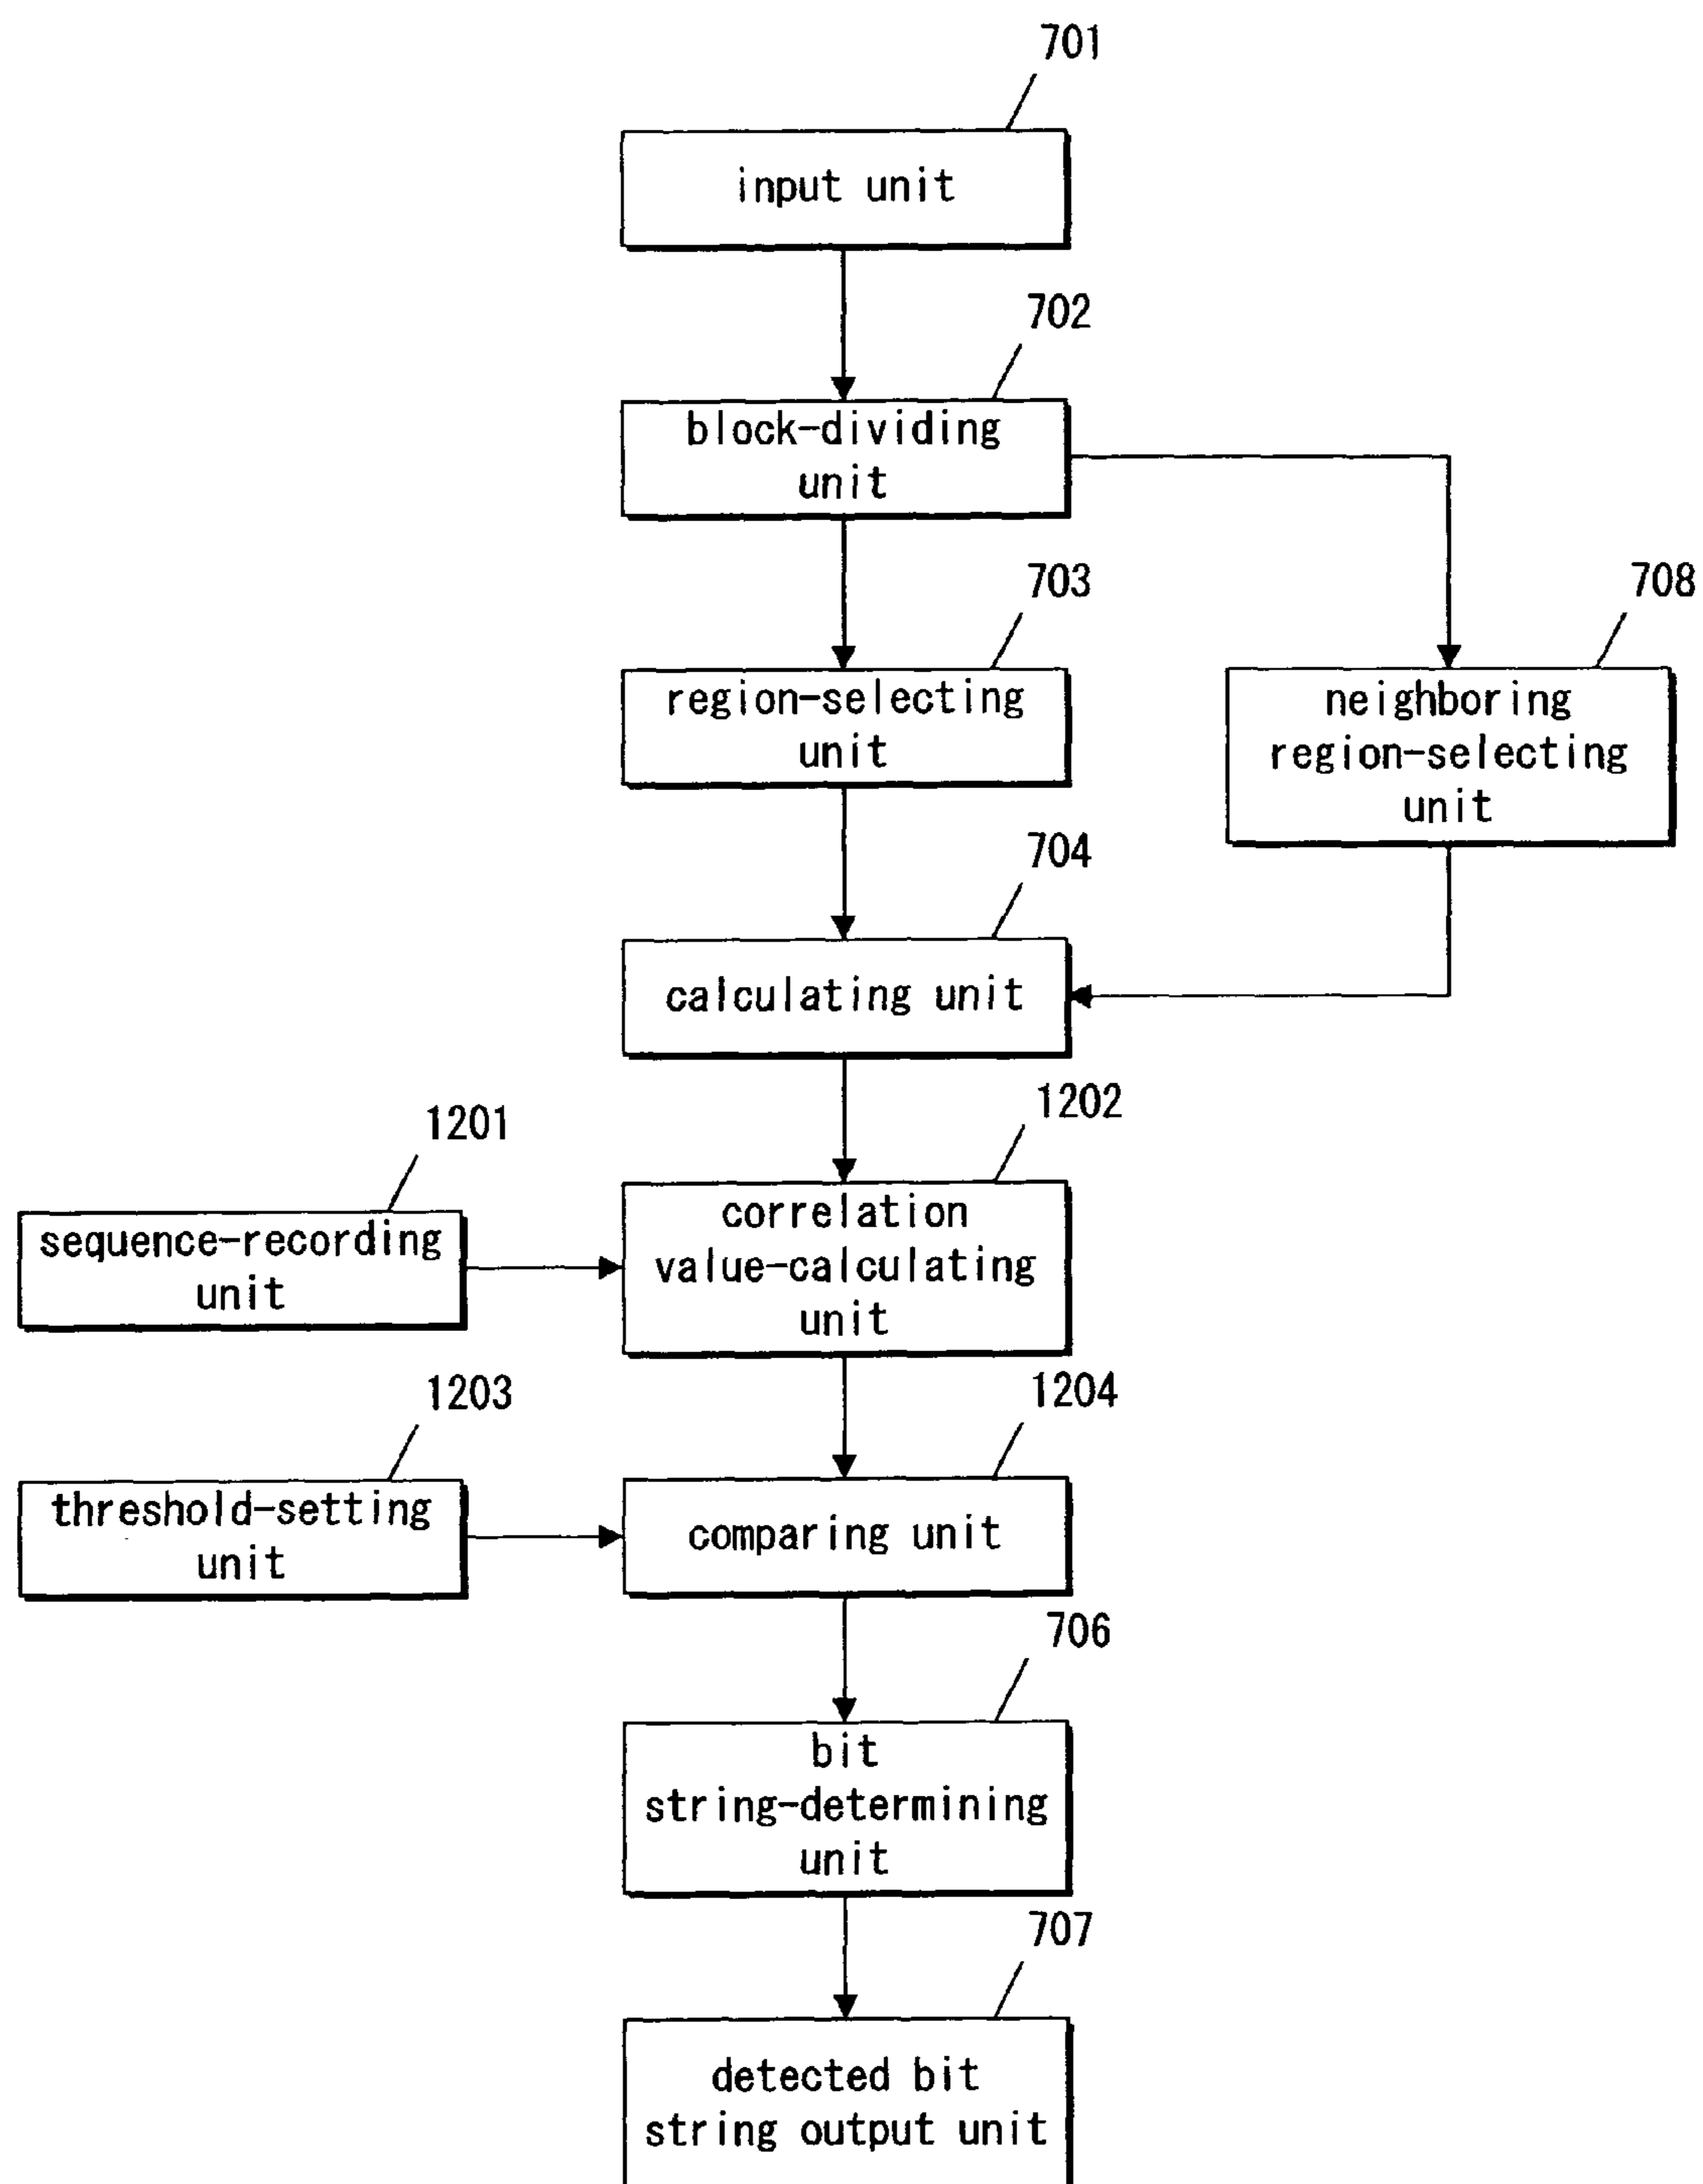 701
input unit
702
block-dividing
unit
703
708
region-selecting
unit
neighboring
region-selecting
unit
704
calculating unit
1201
1202
sequence-recording
unit
correlation
value-calculating
unit
1203
1204
threshold-setting
unit
comparing unit
706
bit
string-determining
unit
707
detected bit
string output unit